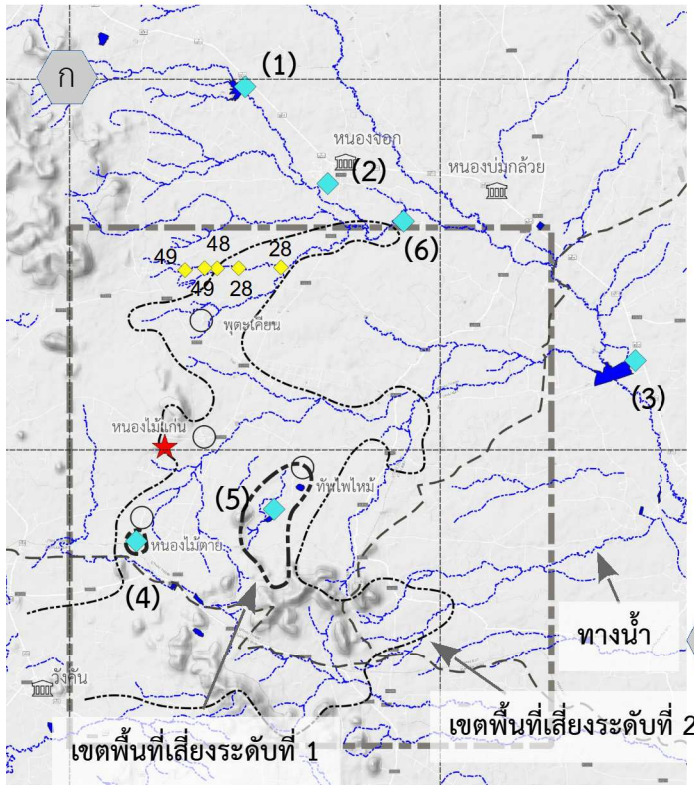 ก
(1)
หนองจอก
(2)
หนองบ่มกล้วย
(6)
49
48
49
28
28
พุตะเคียน
(3)
หนองไม้แก่น
ทัพไพไหม้
(5)
หนองไม้ตาย
(4)
ทางน้ำ
วังคัน
เขตพื้นที่เสี่ยงระดับที่ 2
เขตพื้นที่เสี่ยงระดับที่ 1